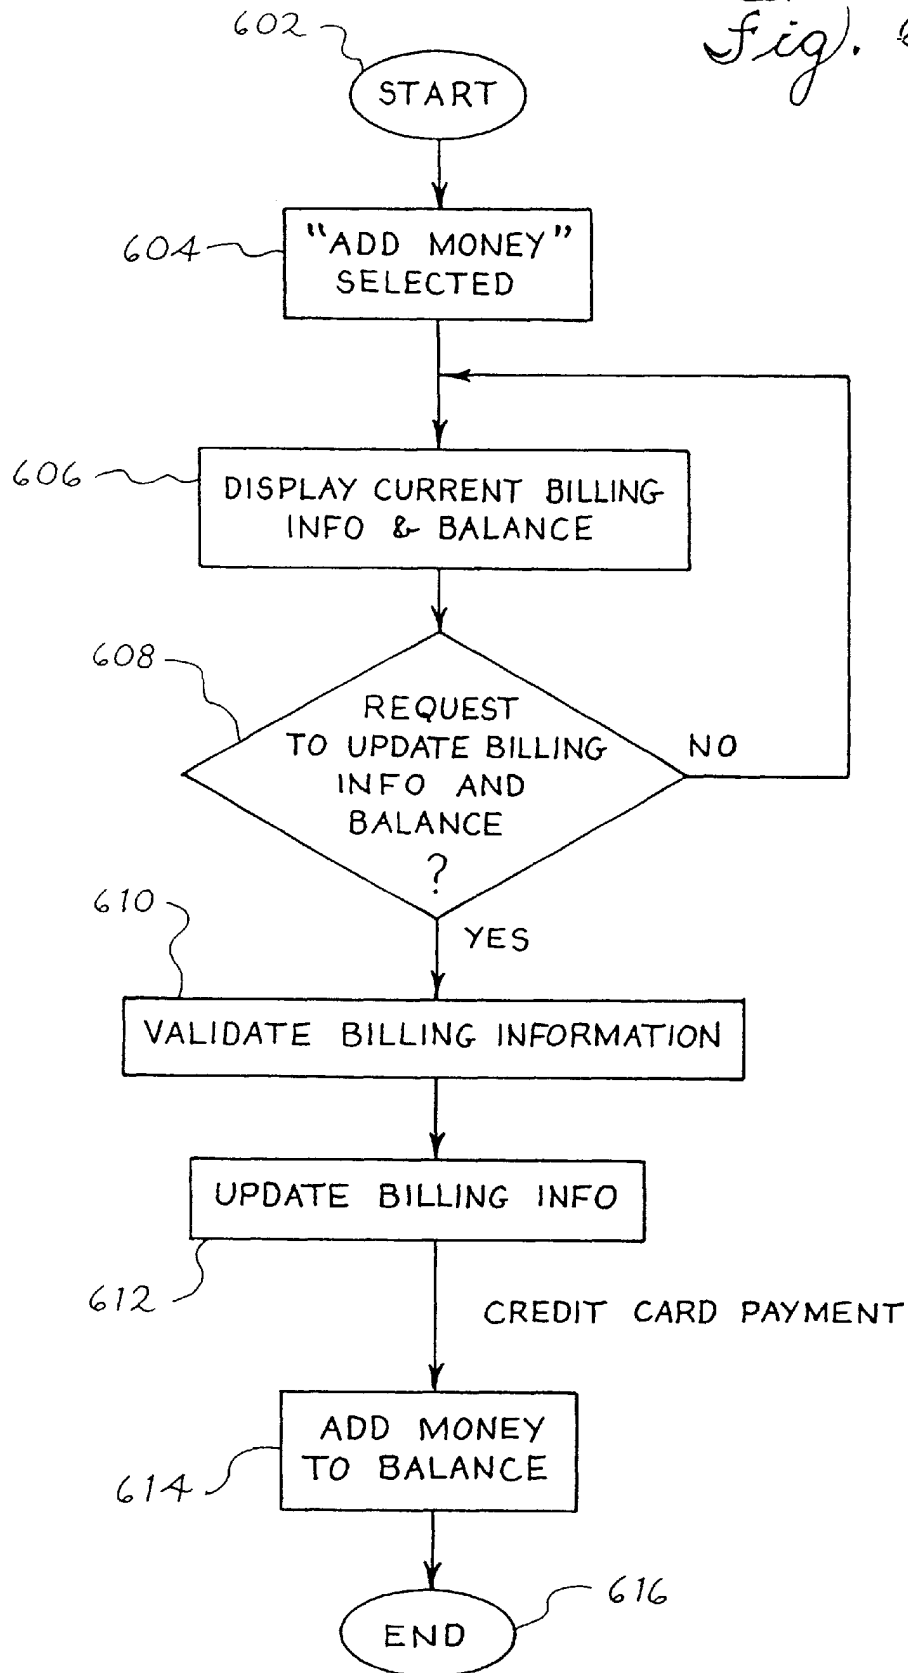 Fig.
602
START
604
"ADD MONEY"
SELECTED
606
DISPLAY CURRENT BILLING
INFO & BALANCE
608
REQUEST
TO UPDATE BILLING
INFO AND
BALANCE
?
NO
610
YES
VALIDATE BILLING INFORMATION
UPDATE BILLING INFO
612
CREDIT CARD PAYMENT
ADD MONEY
TO BALANCE
614
616
END